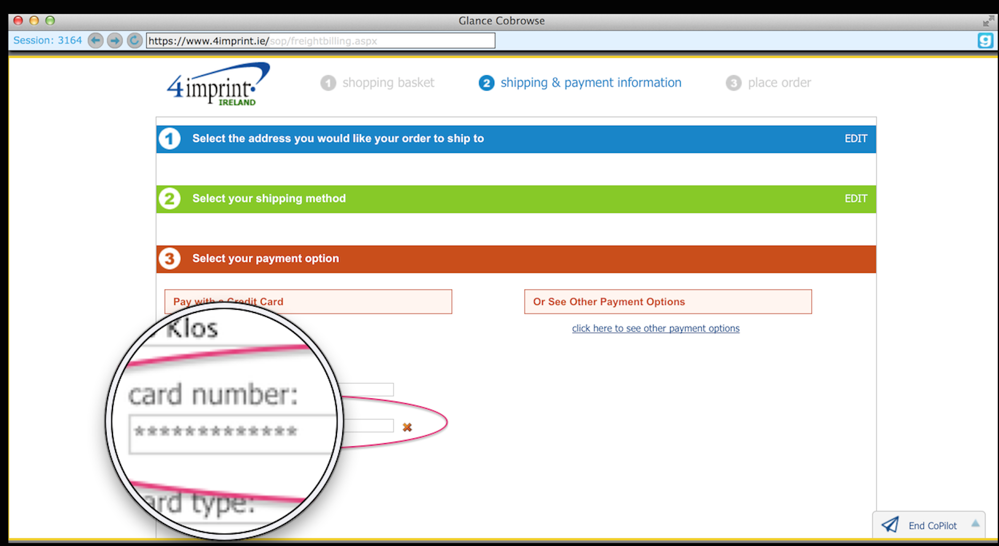 Glance Cobrowse
Session: 3164
https://www.4imprint.ie/sop/freightbilling.aspx
4imprint
IRELAND
1 shopping basket
2 shipping & payment information
3 place order
1 Select the address you would like your order to ship to EDIT
2 Select your shipping method EDIT
3 Select your payment option
Pay with a Credit Card
Or See Other Payment Options
click here to see other payment options
Klos
card number:
*************
ard type:
End CoPilot
g